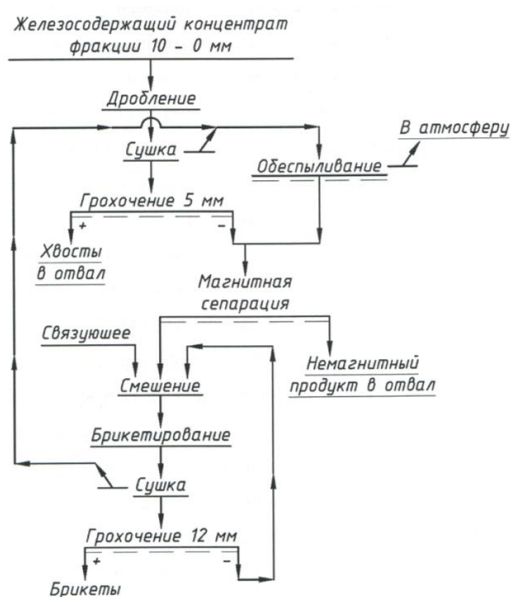 Железосодержащий концентрат
фракции 10 - 0 мм
Дробление
В атмосферу
Сушка
Обеспыливание
Грохочение 5 мм
+
-
Хвосты
в отвал
Магнитная
сепарация
Связуюшее
Немагнитный
продукт в отвал
Смешение
Брикетирование
Сушка
Грохочение 12 мм
+
-
Брикеты